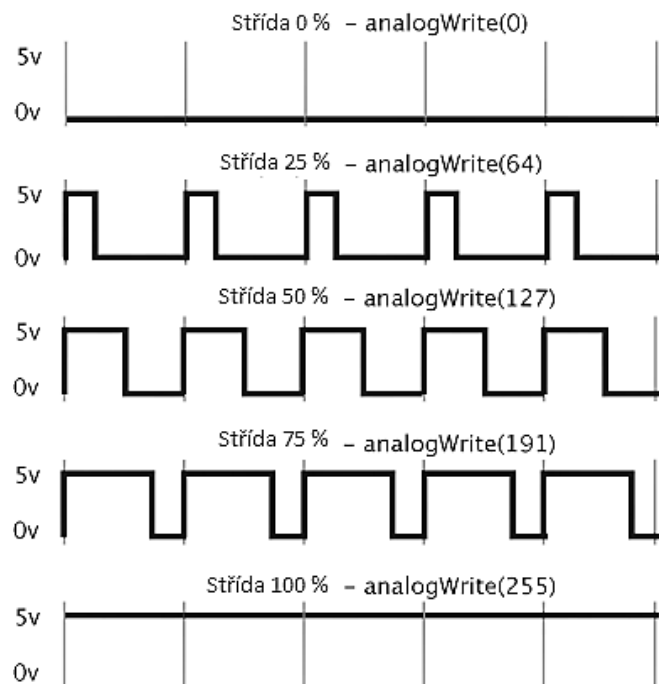 Střída 0 % – analogWrite(0)
5v
0v
Střída 25 % – analogWrite(64)
5v
0v
Střída 50 % – analogWrite(127)
5v
0v
Střída 75 % – analogWrite(191)
5v
0v
Střída 100 % – analogWrite(255)
5v
0v